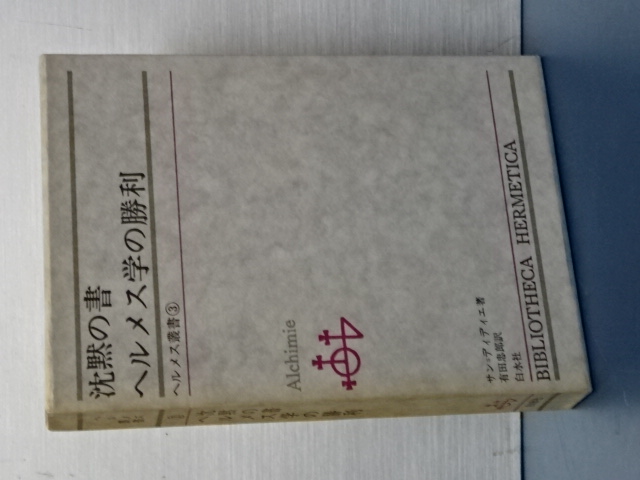 沈黙の書
ヘルメス学の勝利
ヘルメス叢書③
Alchimie
サン=ディディエ著
有田忠郎訳
白水社
BIBLIOTHECA HERMETICA